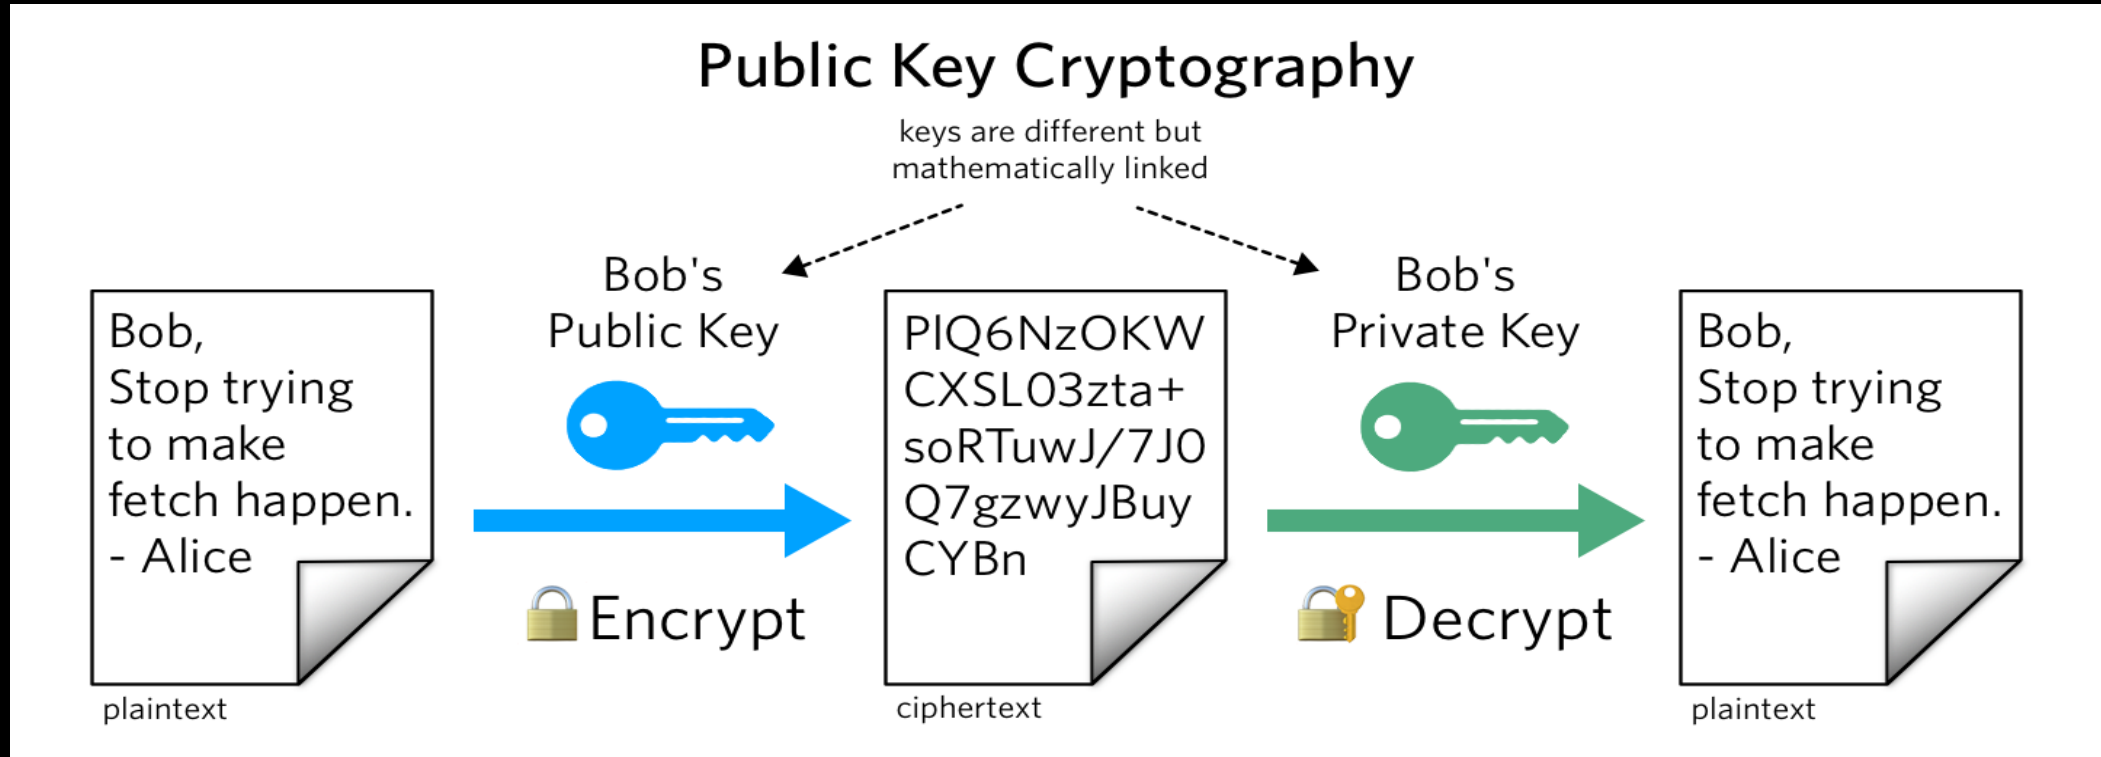 Public Key Cryptography
keys are different but
mathematically linked
Bob,
Stop trying
to make
fetch happen.
- Alice
plaintext
Bob's
Public Key
Encrypt
PlQ6NzOKW
CXSL03zta+
soRTuwJ/7J0
Q7gzwyJBuy
CYBn
ciphertext
Bob's
Private Key
Decrypt
Bob,
Stop trying
to make
fetch happen.
- Alice
plaintext